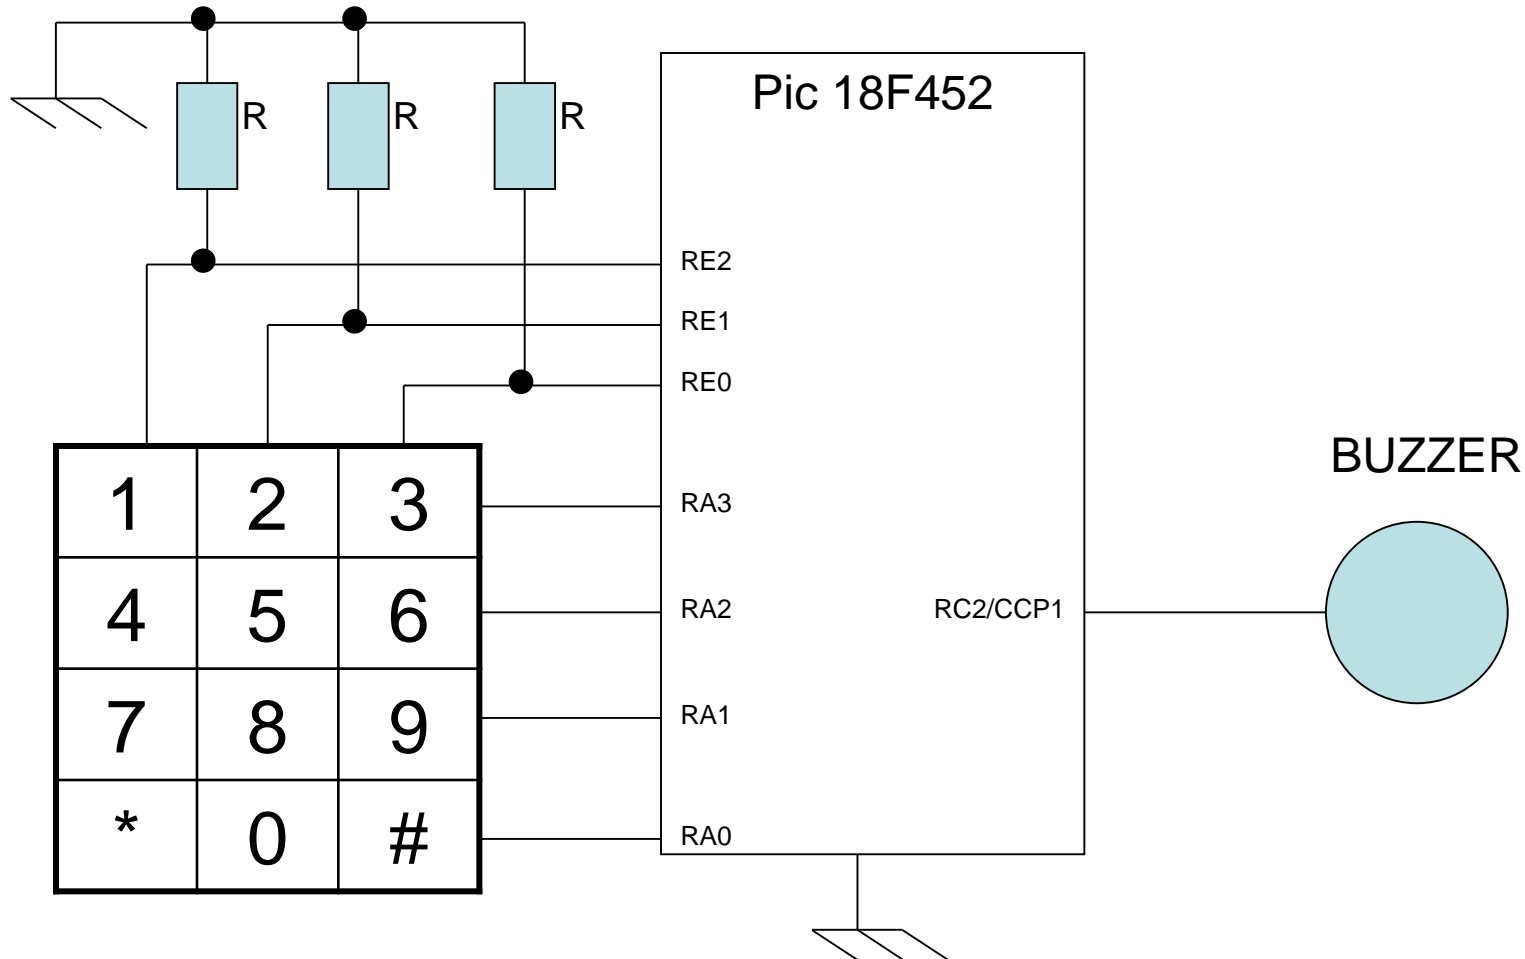 Pic 18F452
R
R
R
RE2
RE1
RE0
BUZZER
1 2 3
RA3
4 5 6
RA2
RC2/CCP1
7 8 9
RA1
* 0 #
RA0